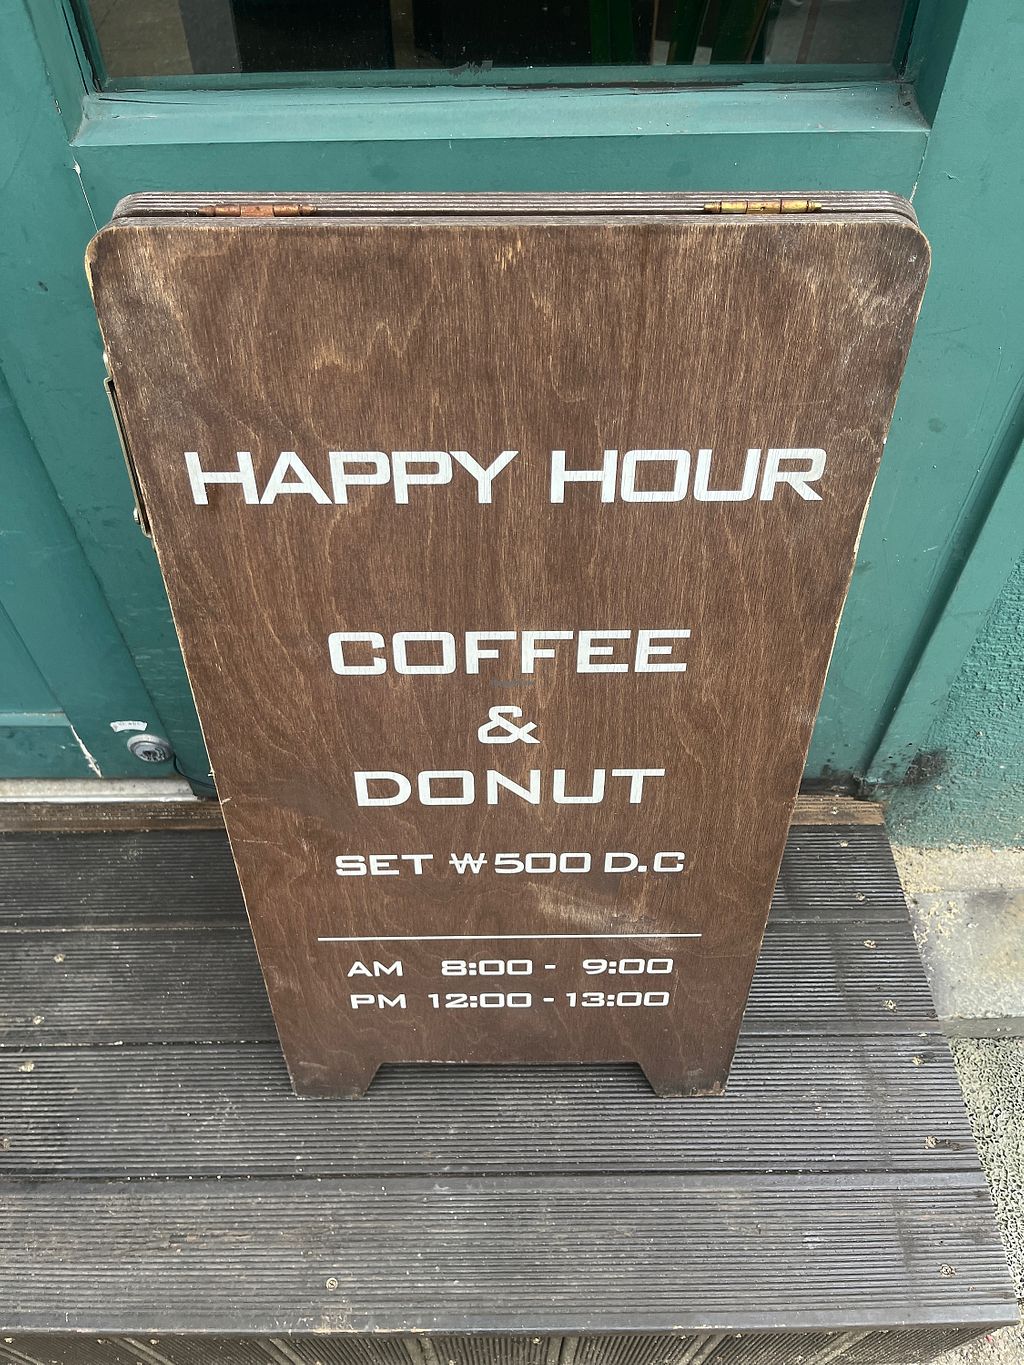 HAPPY HOUR
COFFEE
&
DONUT
SET ₩500 D.C
AM 8:00 - 9:00
PM 12:00 - 13:00